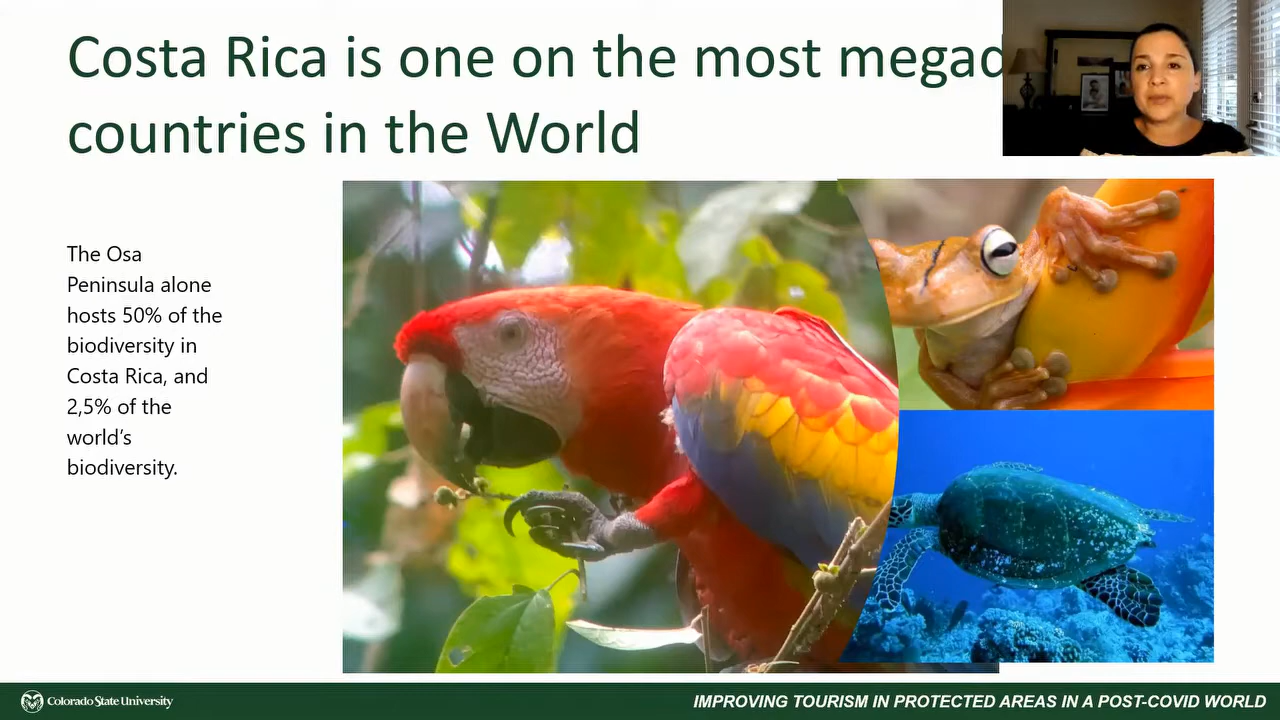 Costa Rica is one on the most megad
countries in the World
The Osa
Peninsula alone
hosts 50% of the
biodiversity in
Costa Rica, and
2,5% of the
world's
biodiversity.
Colorado State University
IMPROVING TOURISM IN PROTECTED AREAS IN A POST-COVID WORLD